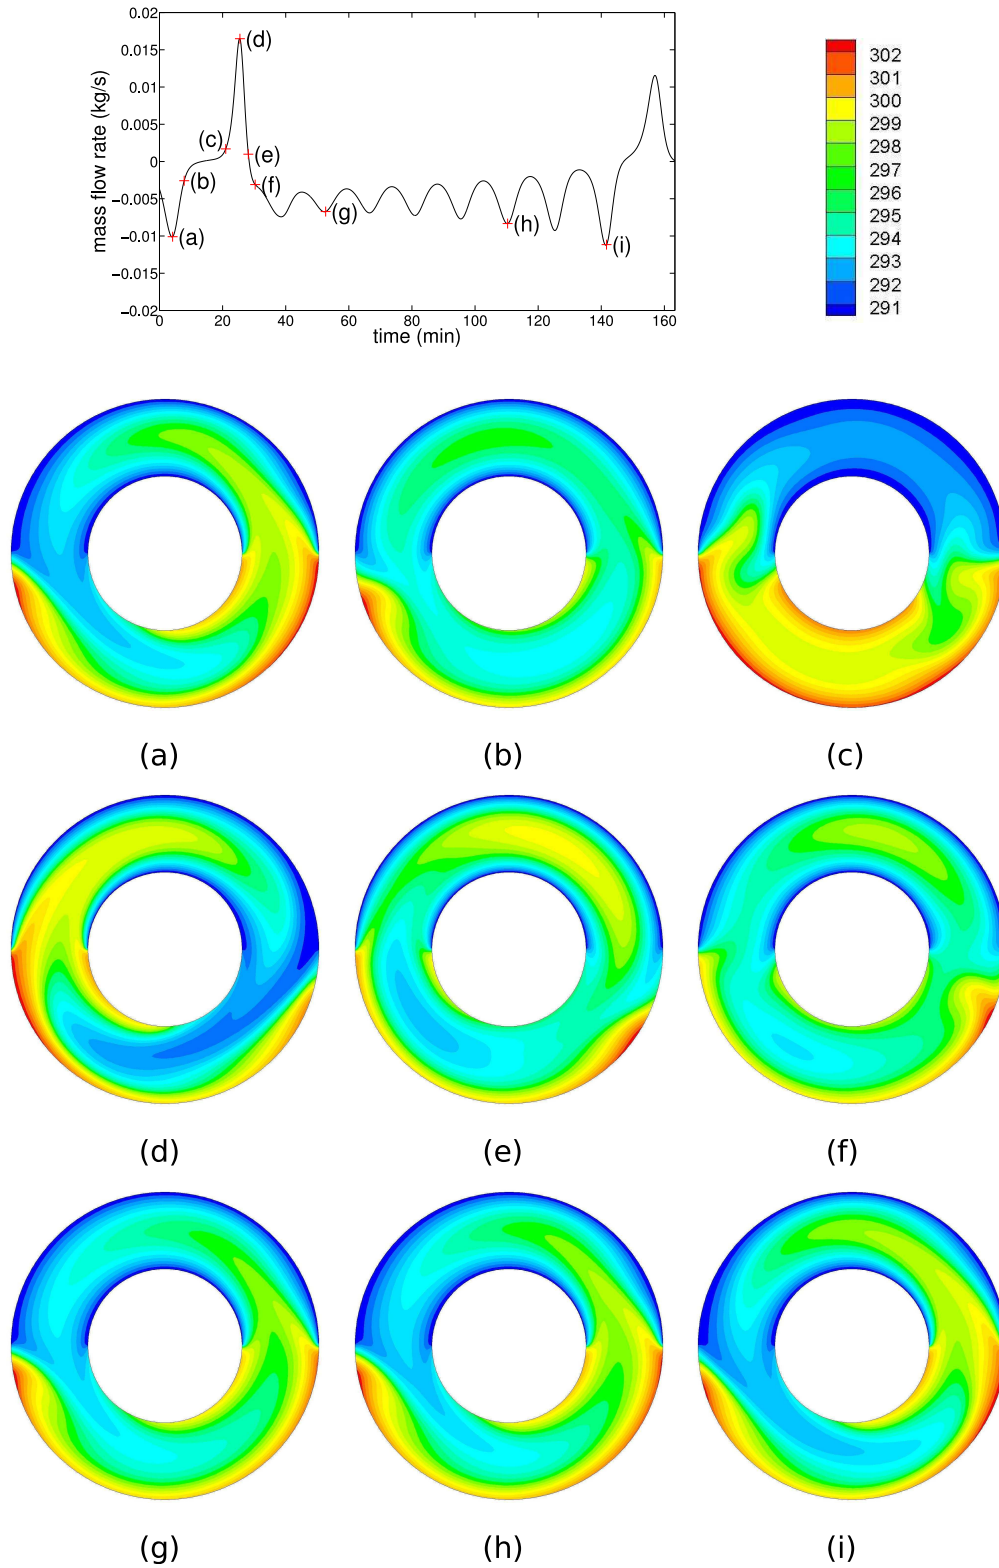 mass flow rate (kg/s)
0.02
0.015
0.01
0.005
0
−0.005
−0.01
−0.015
−0.02
0 20 40 60 80 100 120 140 160
time (min)
(a)
(b)
(c)
(d)
(e)
(f)
(g)
(h)
(i)
302
301
300
299
298
297
296
295
294
293
292
291
(a) (b) (c)
(d) (e) (f)
(g) (h) (i)